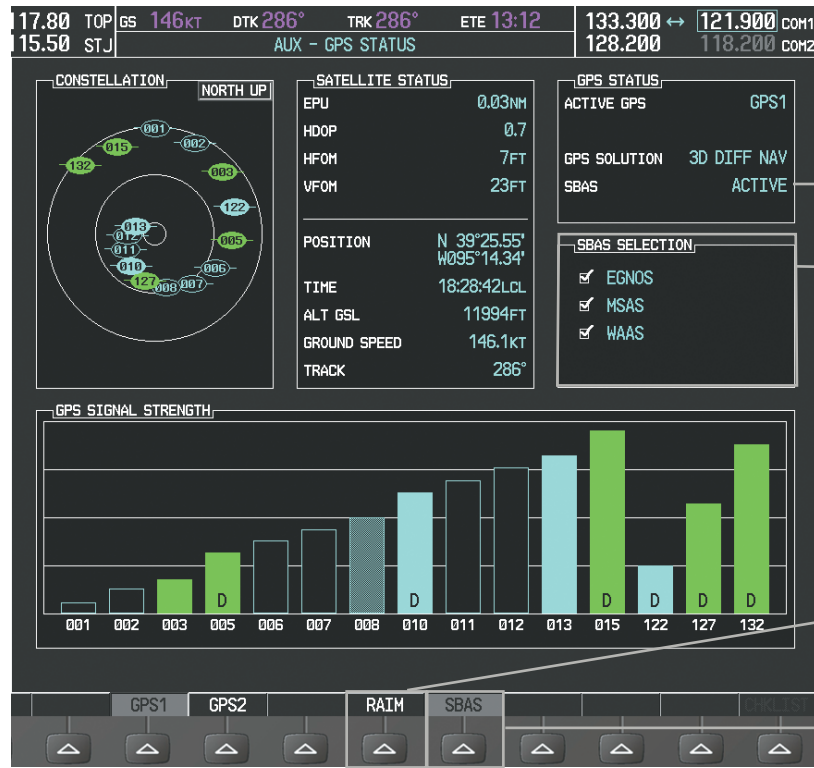 17.80 TOP GS 146KT DTK 286° TRK 286° ETE 13:12 133.300 ↔ 121.900 COM1
15.50 STJ AUX – GPS STATUS 128.200 118.200 COM2
CONSTELLATION
NORTH UP
001
002
015
132
003
122
013
012
005
011
010
006
127
008
007
SATELLITE STATUS
EPU 0.03NM
HDOP 0.7
HFOM 7FT
VFOM 23FT
POSITION N 39°25.55'
W095°14.34'
TIME 18:28:42LCL
ALT GSL 11994FT
GROUND SPEED 146.1KT
TRACK 286°
GPS STATUS
ACTIVE GPS GPS1
GPS SOLUTION 3D DIFF NAV
SBAS ACTIVE
SBAS SELECTION
EGNOS
MSAS
WAAS
GPS SIGNAL STRENGTH
D D D D D D
001 002 003 005 006 007 008 010 011 012 013 015 122 127 132
GPS1 GPS2 RAIM SBAS CHKLIST